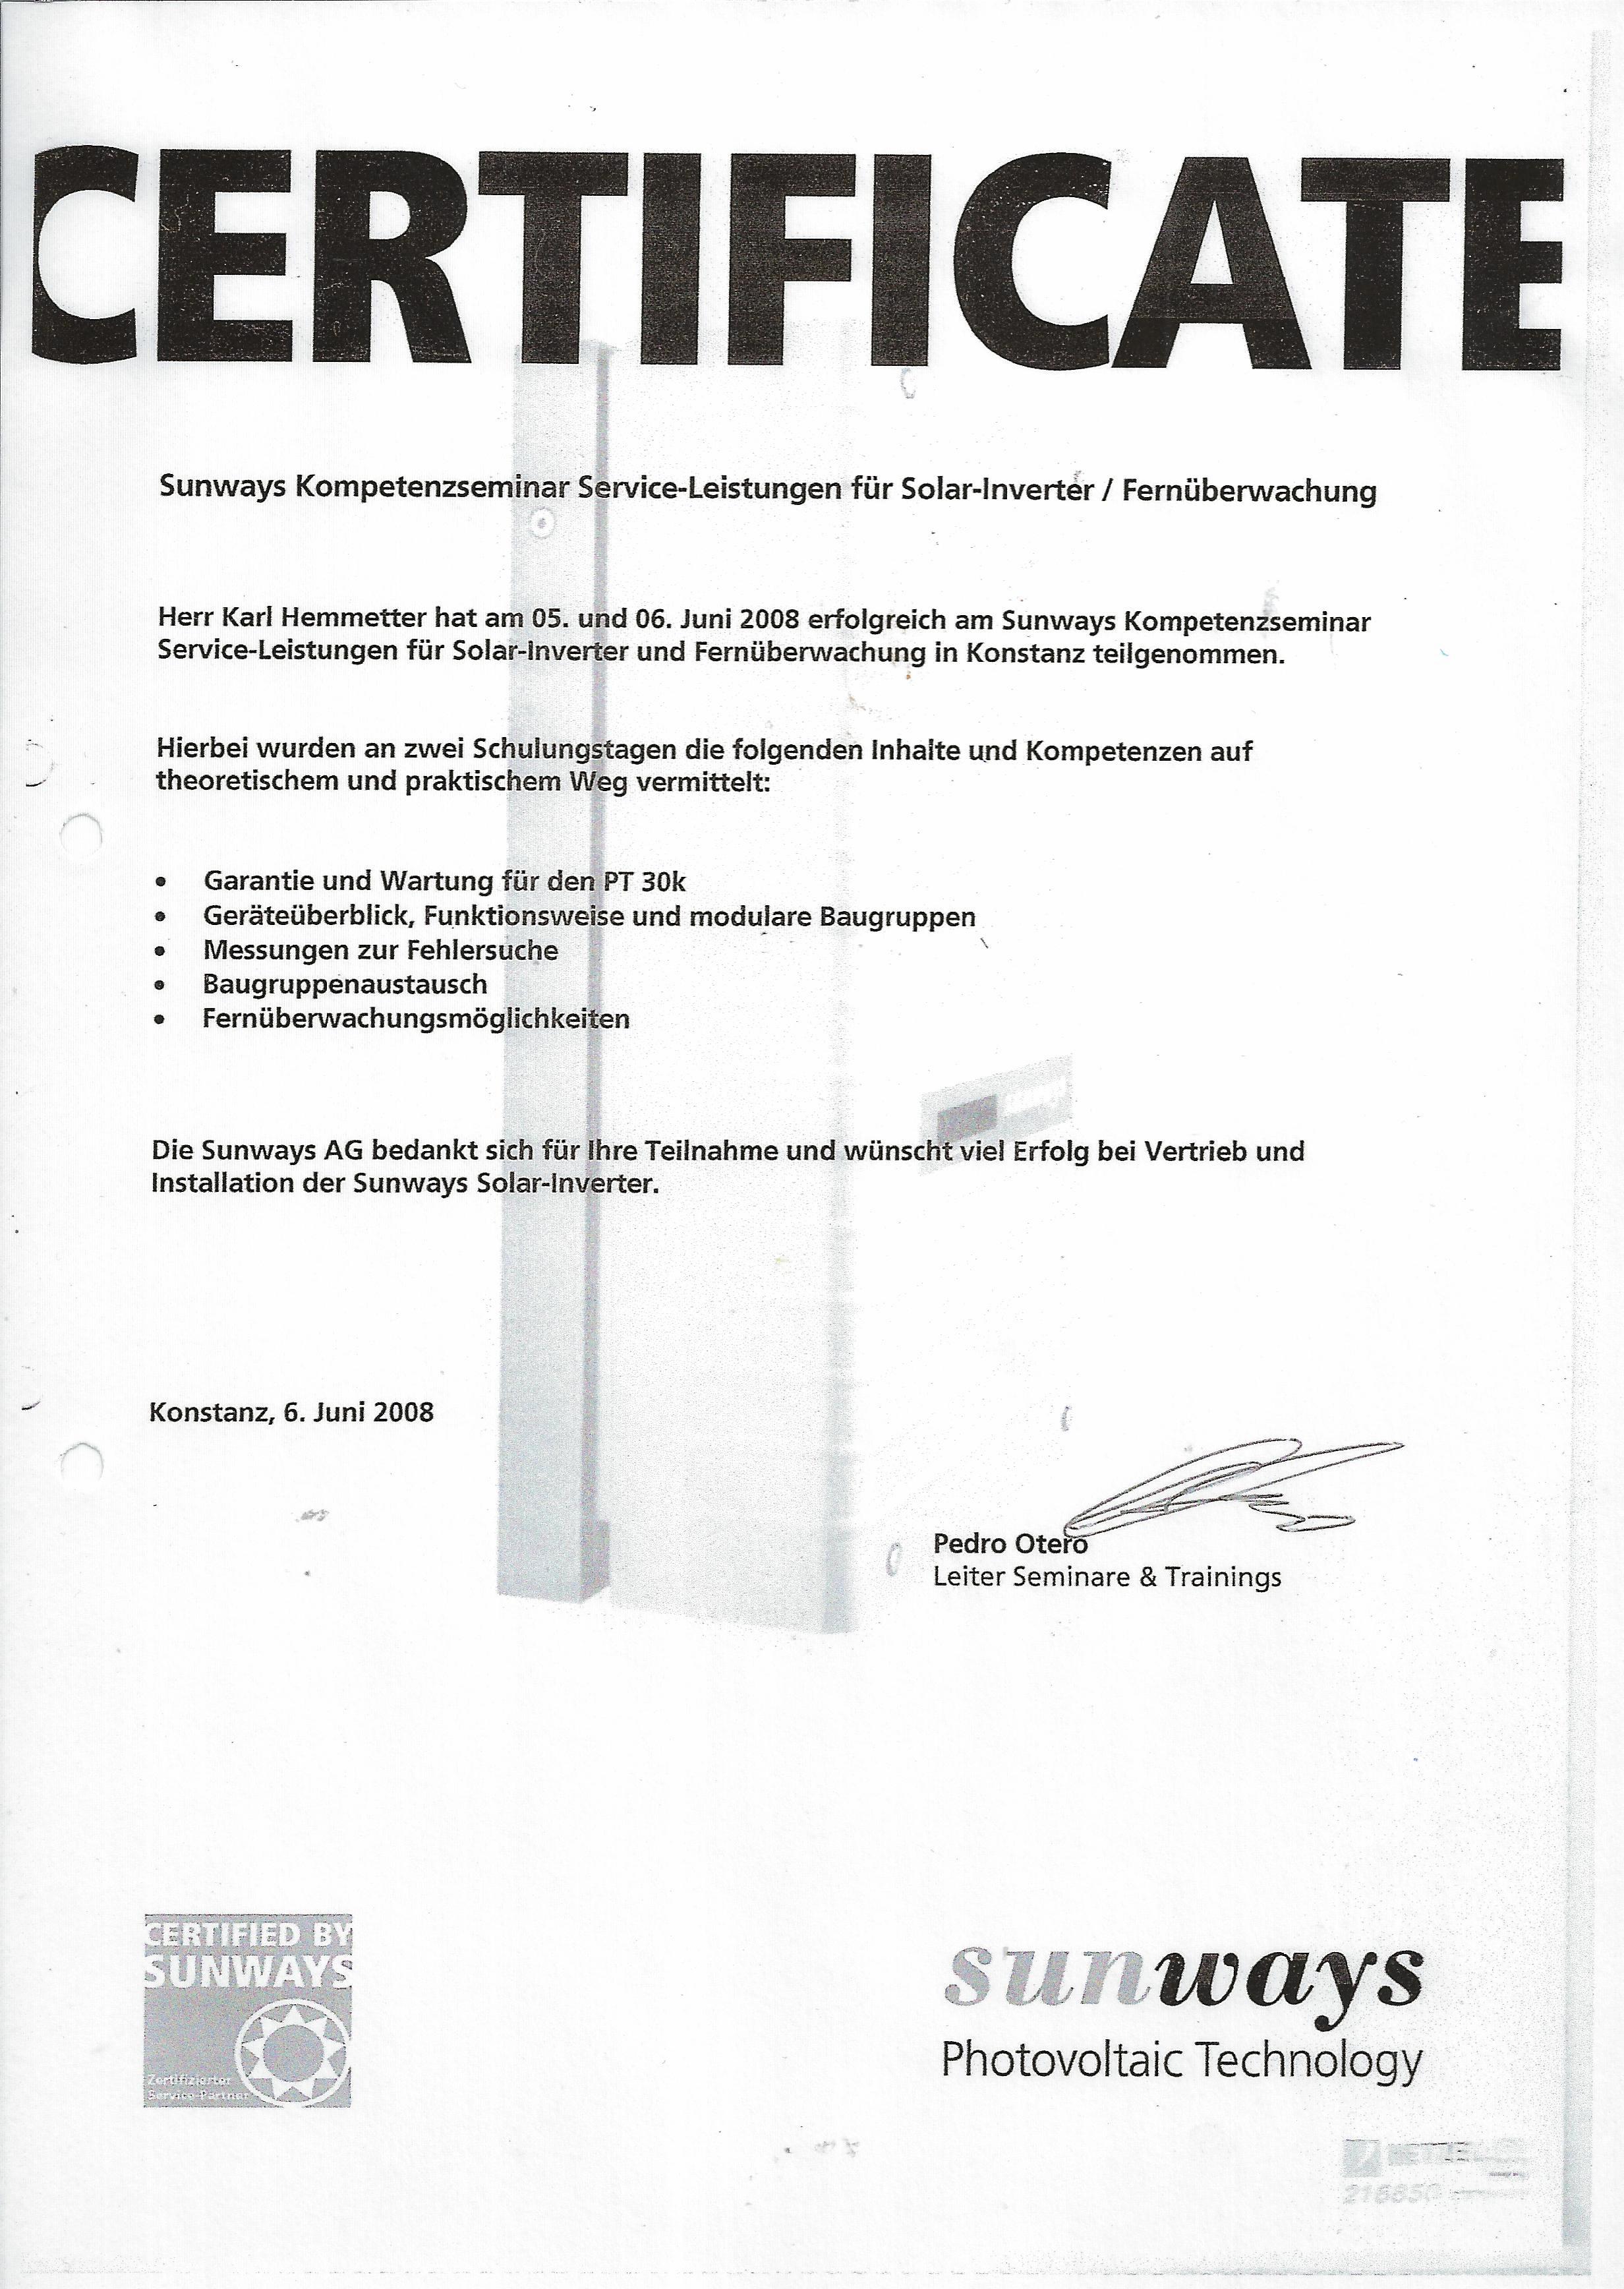 CERTIFICATE
Sunways Kompetenzseminar Service-Leistungen für Solar-Inverter / Fernüberwachung
Herr Karl Hemmetter hat am 05. und 06. Juni 2008 erfolgreich am Sunways Kompetenzseminar
Service-Leistungen für Solar-Inverter und Fernüberwachung in Konstanz teilgenommen.
Hierbei wurden an zwei Schulungstagen die folgenden Inhalte und Kompetenzen auf
theoretischem und praktischem Weg vermittelt:
• Garantie und Wartung für den PT 30k
• Geräteüberblick, Funktionsweise und modulare Baugruppen
• Messungen zur Fehlersuche
• Baugruppenaustausch
• Fernüberwachungsmöglichkeiten
Die Sunways AG bedankt sich für Ihre Teilnahme und wünscht viel Erfolg bei Vertrieb und
Installation der Sunways Solar-Inverter.
Konstanz, 6. Juni 2008
Pedro Otero
Leiter Seminare & Trainings
CERTIFIED BY
SUNWAYS
Zertifizierter
Service-Partner
sunways
Photovoltaic Technology